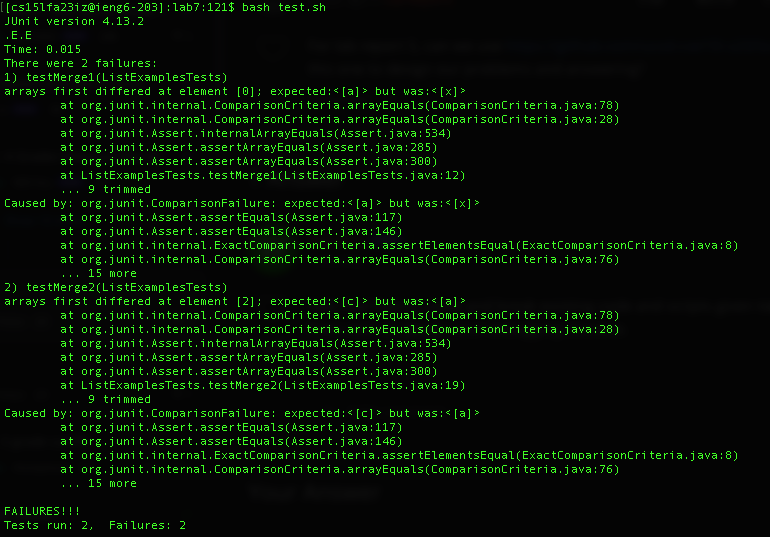 [[cs15lfa23iz@ieng6-203]:lab7:121$ bash test.sh
JUnit version 4.13.2
.E.E
Time: 0.015
There were 2 failures:
1) testMerge1(ListExamplesTests)
arrays first differed at element [0]; expected:<[a]> but was:<[x]>
        at org.junit.internal.ComparisonCriteria.arrayEquals(ComparisonCriteria.java:78)
        at org.junit.internal.ComparisonCriteria.arrayEquals(ComparisonCriteria.java:28)
        at org.junit.Assert.internalArrayEquals(Assert.java:534)
        at org.junit.Assert.assertArrayEquals(Assert.java:285)
        at org.junit.Assert.assertArrayEquals(Assert.java:300)
        at ListExamplesTests.testMerge1(ListExamplesTests.java:12)
        ... 9 trimmed
Caused by: org.junit.ComparisonFailure: expected:<[a]> but was:<[x]>
        at org.junit.Assert.assertEquals(Assert.java:117)
        at org.junit.Assert.assertEquals(Assert.java:146)
        at org.junit.internal.ExactComparisonCriteria.assertElementsEqual(ExactComparisonCriteria.java:8)
        at org.junit.internal.ComparisonCriteria.arrayEquals(ComparisonCriteria.java:76)
        ... 15 more
2) testMerge2(ListExamplesTests)
arrays first differed at element [2]; expected:<[c]> but was:<[a]>
        at org.junit.internal.ComparisonCriteria.arrayEquals(ComparisonCriteria.java:78)
        at org.junit.internal.ComparisonCriteria.arrayEquals(ComparisonCriteria.java:28)
        at org.junit.Assert.internalArrayEquals(Assert.java:534)
        at org.junit.Assert.assertArrayEquals(Assert.java:285)
        at org.junit.Assert.assertArrayEquals(Assert.java:300)
        at ListExamplesTests.testMerge2(ListExamplesTests.java:19)
        ... 9 trimmed
Caused by: org.junit.ComparisonFailure: expected:<[c]> but was:<[a]>
        at org.junit.Assert.assertEquals(Assert.java:117)
        at org.junit.Assert.assertEquals(Assert.java:146)
        at org.junit.internal.ExactComparisonCriteria.assertElementsEqual(ExactComparisonCriteria.java:8)
        at org.junit.internal.ComparisonCriteria.arrayEquals(ComparisonCriteria.java:76)
        ... 15 more

FAILURES!!!
Tests run: 2,  Failures: 2